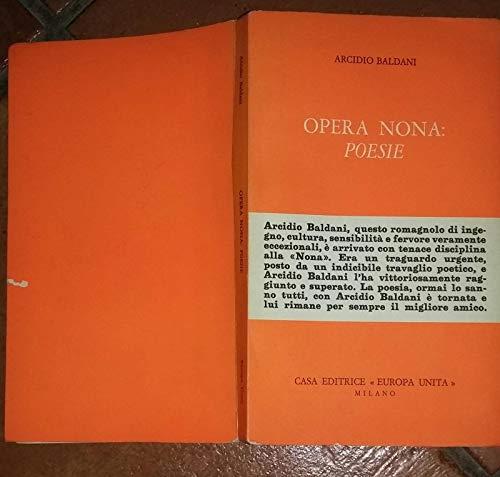 ARCIDIO BALDANI
OPERA NONA:
POESIE
Arcidio Baldani, questo romagnolo di inge-
gno, cultura, sensibilità e fervore veramente
eccezionali, è arrivato con tenace disciplina
alla «Nona». Era un traguardo urgente,
posto da un indicibile travaglio poetico, e
Arcidio Baldani l'ha vittoriosamente rag-
giunto e superato. La poesia, ormai lo san-
no tutti, con Arcidio Baldani è tornata e
lui rimane per sempre il migliore amico.
CASA EDITRICE « EUROPA UNITA »
MILANO
Arcidio Baldani
OPERA NONA: POESIE